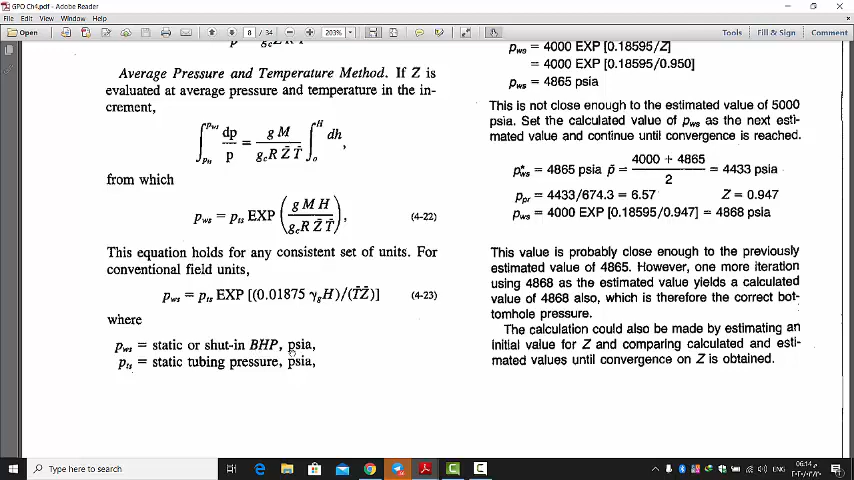 GPO Ch4.pdf - Adobe Reader
File Edit View Window Help
Open 8 / 34 203% Tools Fill & Sign Comment
Average Pressure and Temperature Method. If Z is
evaluated at average pressure and temperature in the in-
crement,
∫_{p_ts}^{p_ws} dp/p = g M / g_c R Z̄ T̄ ∫_o^H dh,
from which
p_ws = p_ts EXP ( g M H / g_c R Z̄ T̄ ), (4-22)
This equation holds for any consistent set of units. For
conventional field units,
p_ws = p_ts EXP [(0.01875 γ_g H)/(T̄Z̄)] (4-23)
where
p_ws = static or shut-in BHP, psia,
p_ts = static tubing pressure, psia,
p_ws = 4000 EXP [0.18595/Z]
= 4000 EXP [0.18595/0.950]
p_ws = 4865 psia
This is not close enough to the estimated value of 5000
psia. Set the calculated value of p_ws as the next esti-
mated value and continue until convergence is reached.
p*_ws = 4865 psia p̄ = 4000 + 4865 / 2 = 4433 psia
p_pr = 4433/674.3 = 6.57 Z = 0.947
p_ws = 4000 EXP [0.18595/0.947] = 4868 psia
This value is probably close enough to the previously
estimated value of 4865. However, one more iteration
using 4868 as the estimated value yields a calculated
value of 4868 also, which is therefore the correct bot-
tomhole pressure.
The calculation could also be made by estimating an
initial value for Z and comparing calculated and esti-
mated values until convergence on Z is obtained.
Type here to search